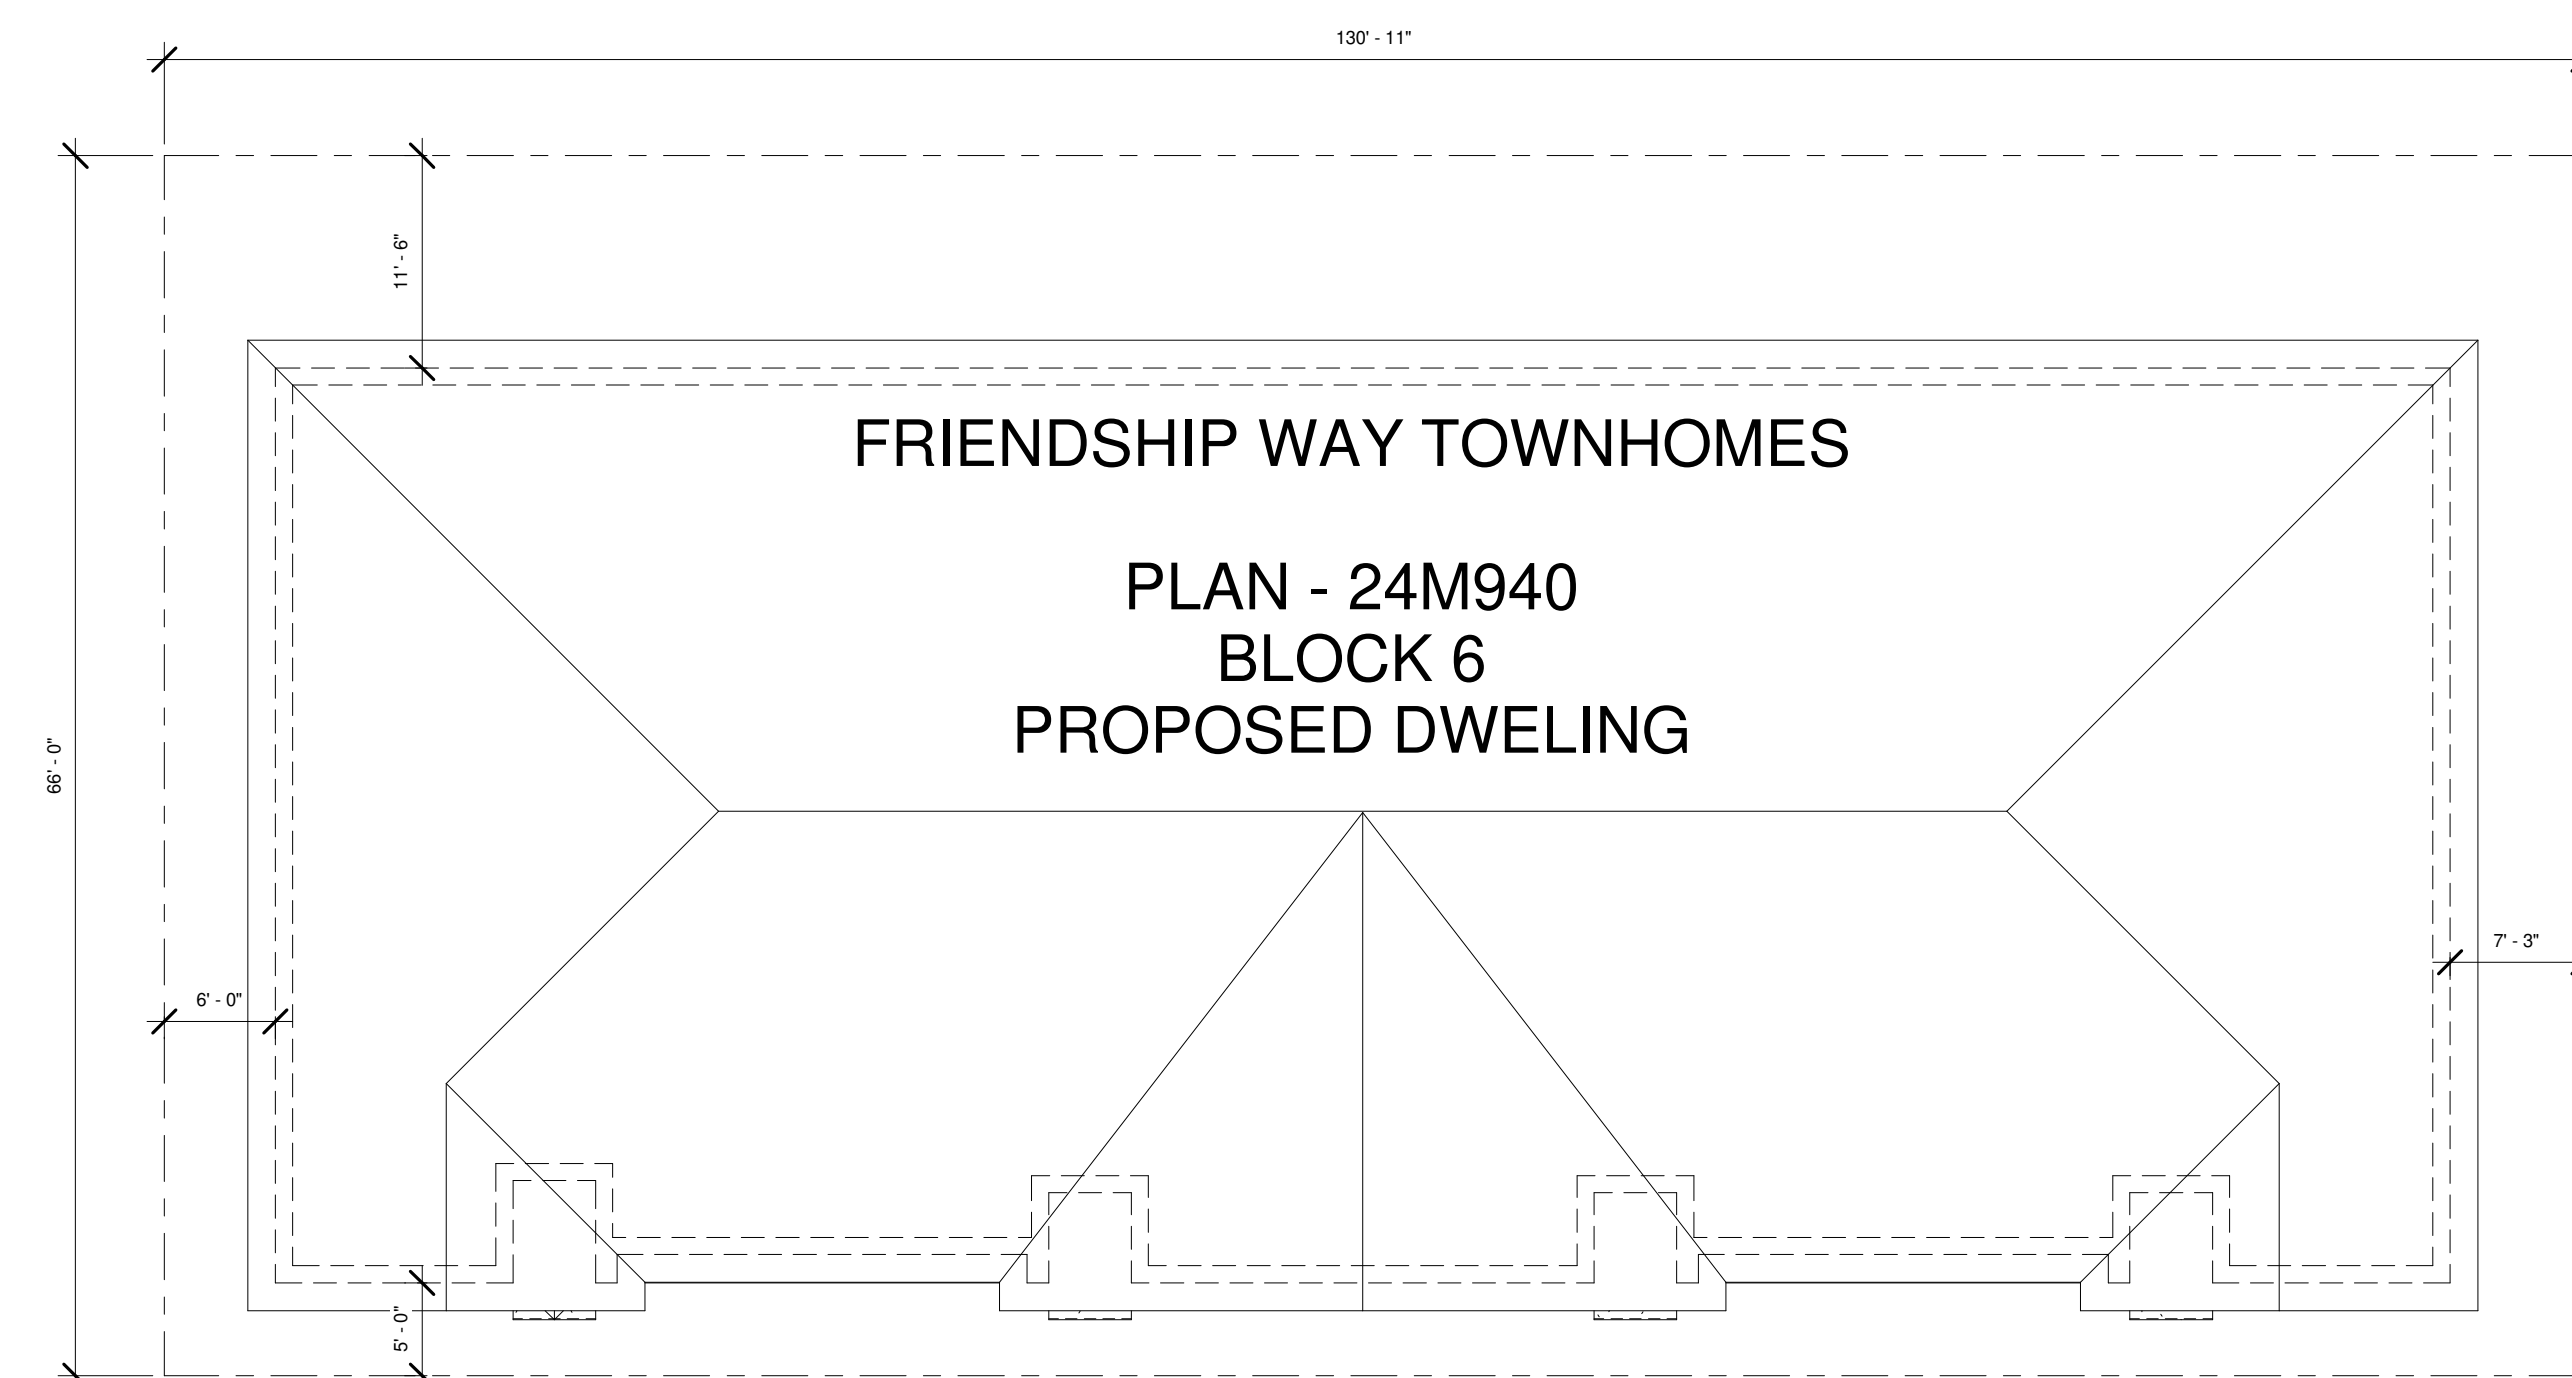 130' - 11"
11' - 6"
FRIENDSHIP WAY TOWNHOMES
PLAN - 24M940
BLOCK 6
PROPOSED DWELING
66' - 0"
7' - 3"
6' - 0"
5' - 0"